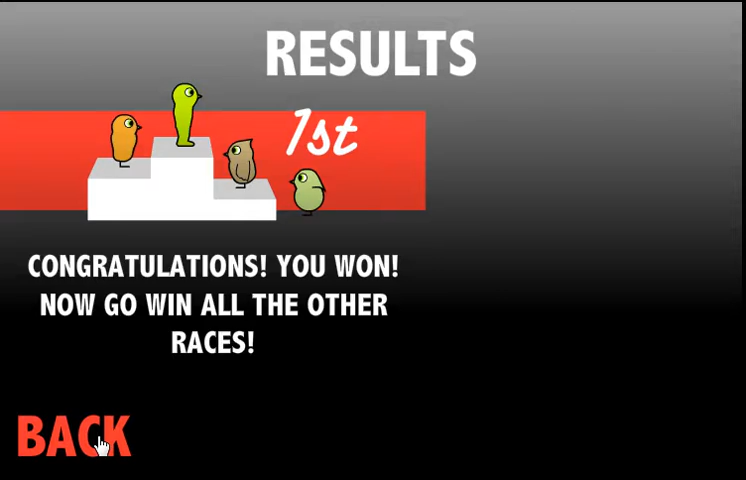 RESULTS
1st
CONGRATULATIONS! YOU WON!
NOW GO WIN ALL THE OTHER
RACES!
BACK